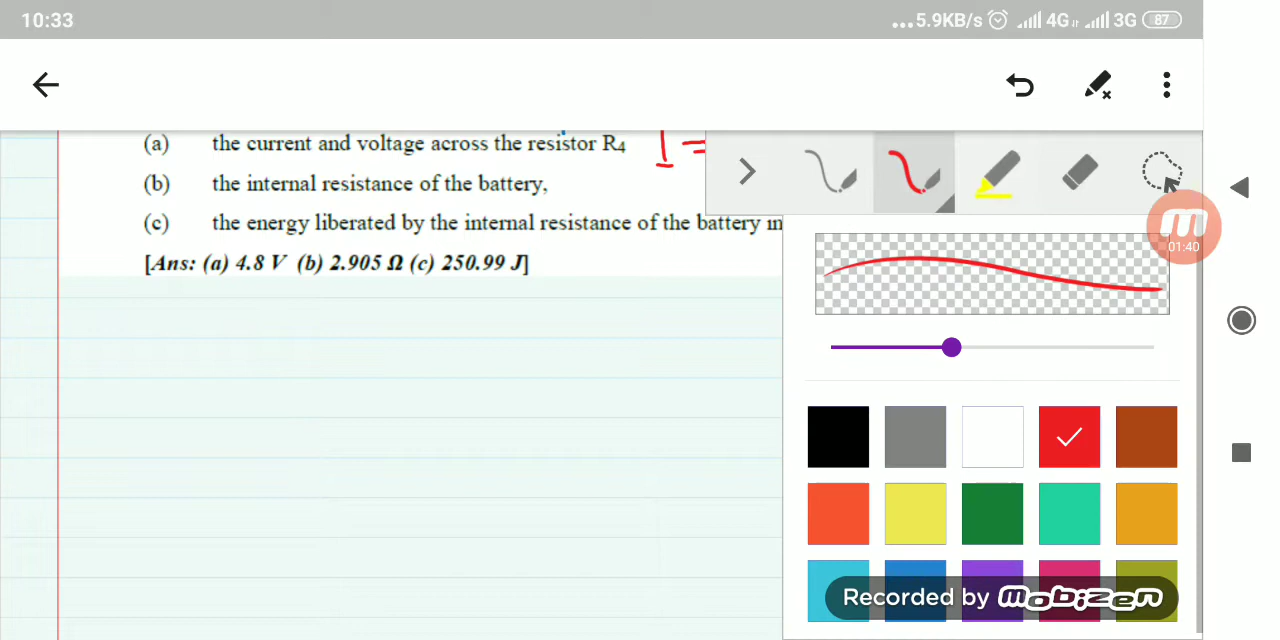 10:33 ...5.9KB/s 4G 3G 87
(a) the current and voltage across the resistor R4 I =
(b) the internal resistance of the battery,
(c) the energy liberated by the internal resistance of the battery in
[Ans: (a) 4.8 V (b) 2.905 Ω (c) 250.99 J]
01:40
Recorded by mobizen